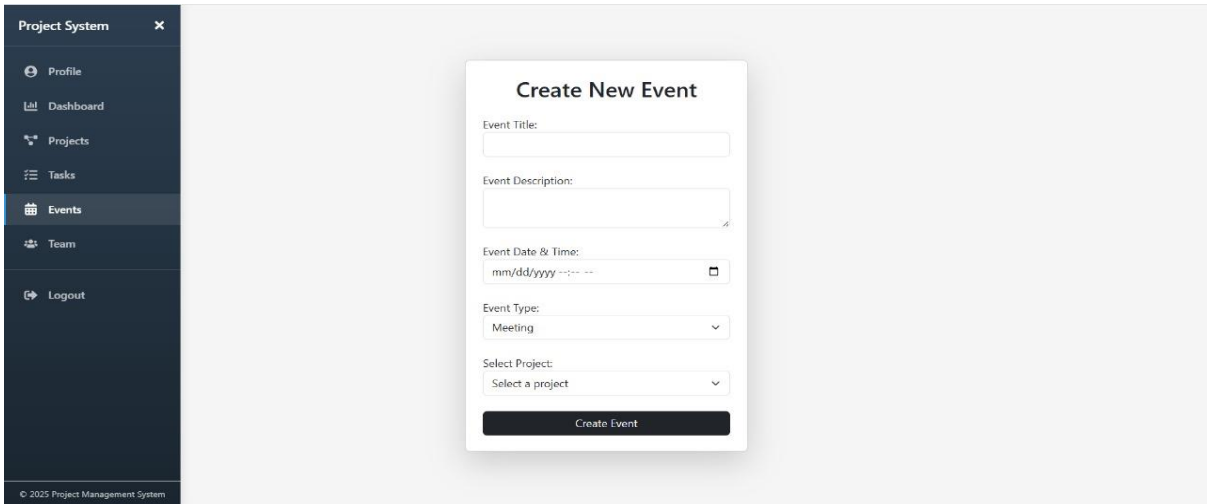 Project System ×
Profile
Dashboard
Projects
Tasks
Events
Team
Logout
© 2025 Project Management System
Create New Event
Event Title:
Event Description:
Event Date & Time:
mm/dd/yyyy --:-- --
Event Type:
Meeting
Select Project:
Select a project
Create Event